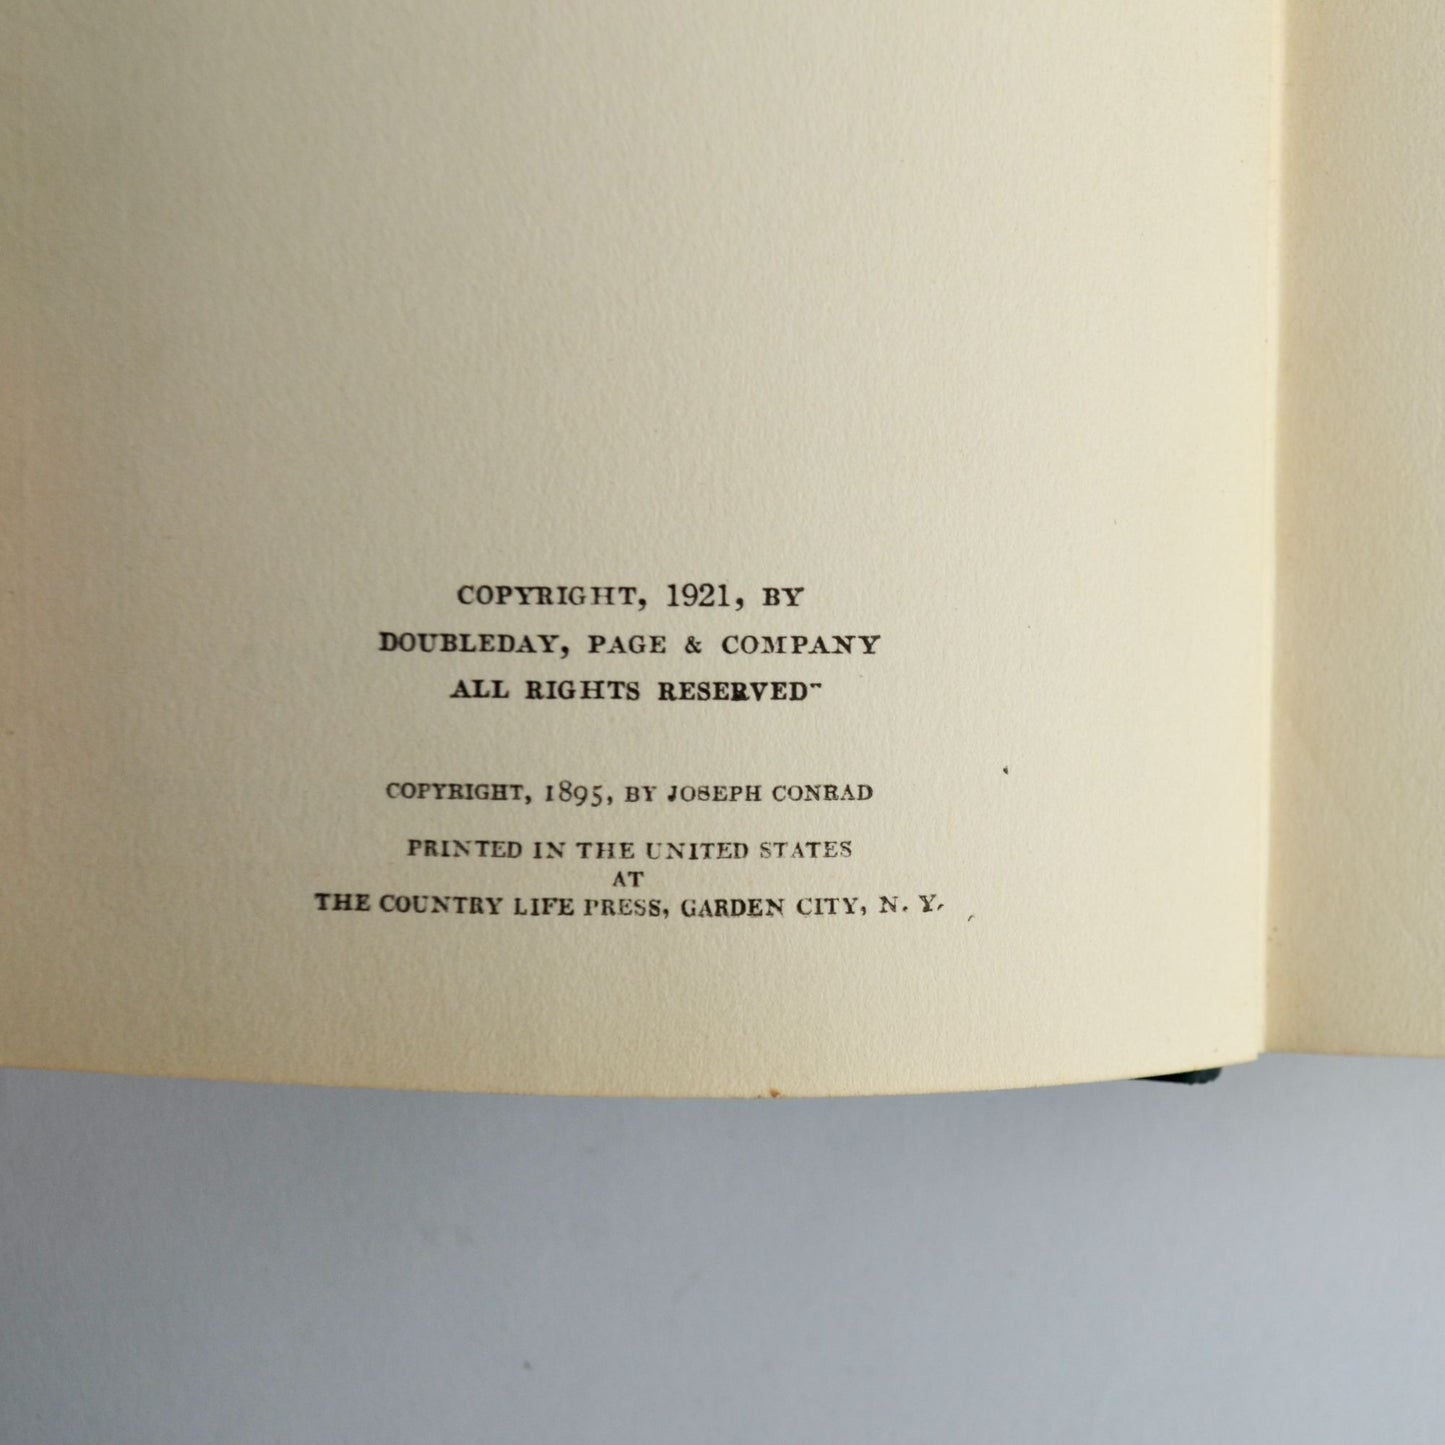 COPYRIGHT, 1921, BY
DOUBLEDAY, PAGE & COMPANY
ALL RIGHTS RESERVED
COPYRIGHT, 1895, BY JOSEPH CONRAD
PRINTED IN THE UNITED STATES
AT
THE COUNTRY LIFE PRESS, GARDEN CITY, N. Y.